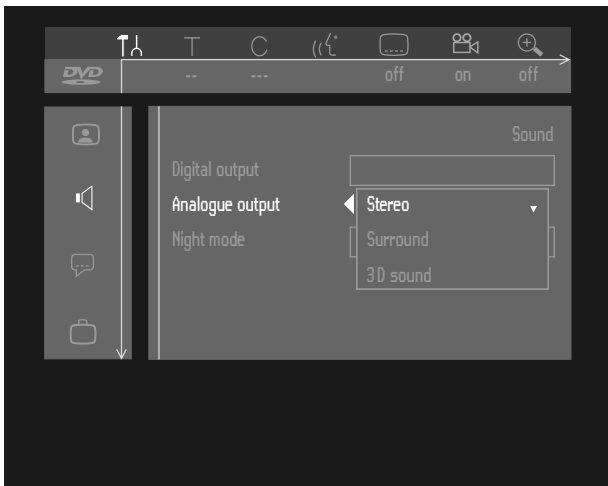 T C
DVD -- --- off on off
Sound
Digital output
Analogue output Stereo
Night mode Surround
3D sound